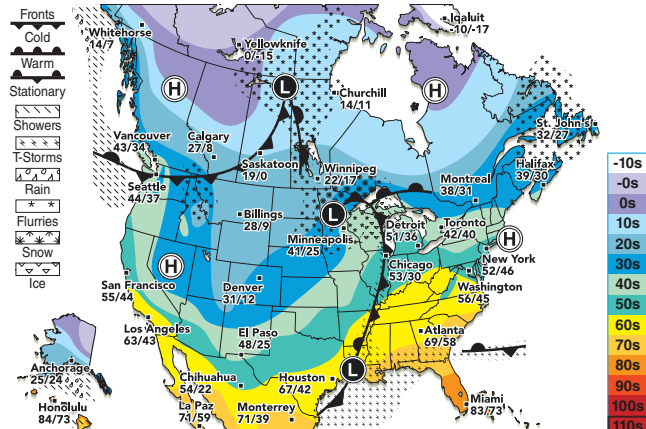 Fronts
Cold
Warm
Stationary
Showers
T-Storms
Rain
Flurries
Snow
Ice
Whitehorse
14/7
Yellowknife
0/-15
Iqaluit
-10/-17
H
L
H
Churchill
14/11
St. John's
32/27
Vancouver
43/34
Calgary
27/8
Saskatoon
19/0
Winnipeg
22/17
Halifax
39/30
Seattle
44/37
Montreal
38/31
Billings
28/9
L
Minneapolis
41/25
Detroit
51/36
Toronto
42/40
H
New York
52/46
H
Chicago
53/30
San Francisco
55/44
Denver
31/12
Washington
56/45
Los Angeles
63/43
El Paso
48/25
Atlanta
69/58
Anchorage
25/24
Chihuahua
54/22
Houston
67/42
L
Honolulu
84/73
La Paz
71/59
Monterrey
71/39
Miami
83/73
-10s
-0s
0s
10s
20s
30s
40s
50s
60s
70s
80s
90s
100s
110s